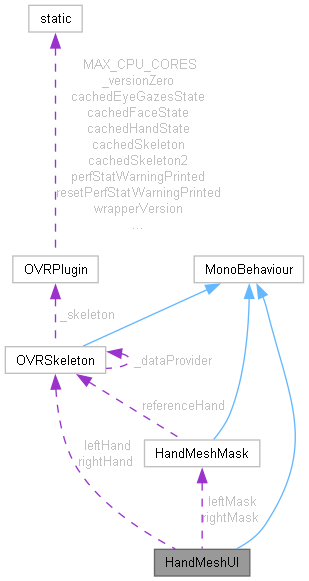 static
MAX_CPU_CORES
_versionZero
cachedEyeGazesState
cachedFaceState
cachedHandState
cachedSkeleton
cachedSkeleton2
perfStatWarningPrinted
resetPerfStatWarningPrinted
wrapperVersion
...
OVRPlugin
MonoBehaviour
_skeleton
OVRSkeleton
_dataProvider
referenceHand
leftHand
rightHand
HandMeshMask
leftMask
rightMask
HandMeshUI